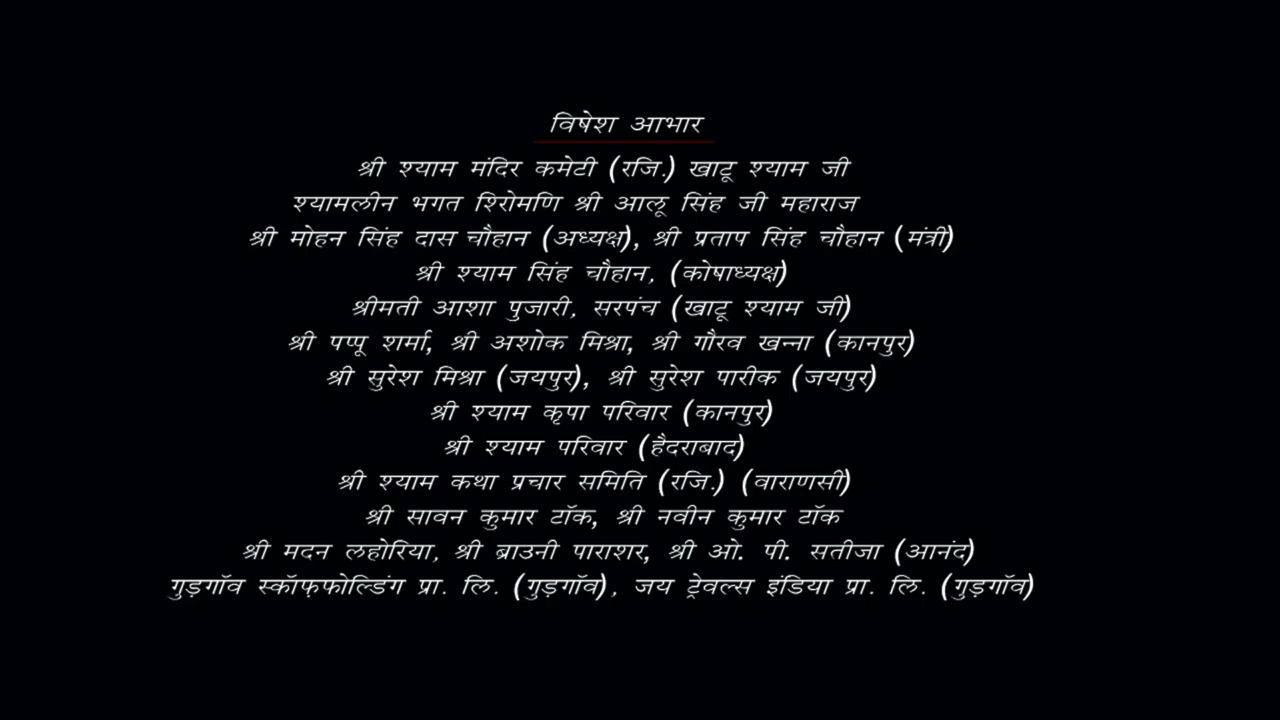 विषेश आभार
श्री श्याम मंदिर कमेटी (रजि.) खाटू श्याम जी
श्यामलीन भगत शिरोमणि श्री आलू सिंह जी महाराज
श्री मोहन सिंह दास चौहान (अध्यक्ष), श्री प्रताप सिंह चौहान (मंत्री)
श्री श्याम सिंह चौहान, (कोषाध्यक्ष)
श्रीमती आशा पुजारी, सरपंच (खाटू श्याम जी)
श्री पप्पू शर्मा, श्री अशोक मिश्रा, श्री गौरव खन्ना (कानपुर)
श्री सुरेश मिश्रा (जयपुर), श्री सुरेश पारीक (जयपुर)
श्री श्याम कृपा परिवार (कानपुर)
श्री श्याम परिवार (हैदराबाद)
श्री श्याम कथा प्रचार समिति (रजि.) (वाराणसी)
श्री सावन कुमार टॉक, श्री नवीन कुमार टॉक
श्री मदन लहोरिया, श्री ब्राउनी पाराशर, श्री ओ. पी. सतीजा (आनंद)
गुड़गॉव स्कॉफ़फोल्डिंग प्रा. लि. (गुड़गॉव), जय ट्रेवल्स इंडिया प्रा. लि. (गुड़गॉव)